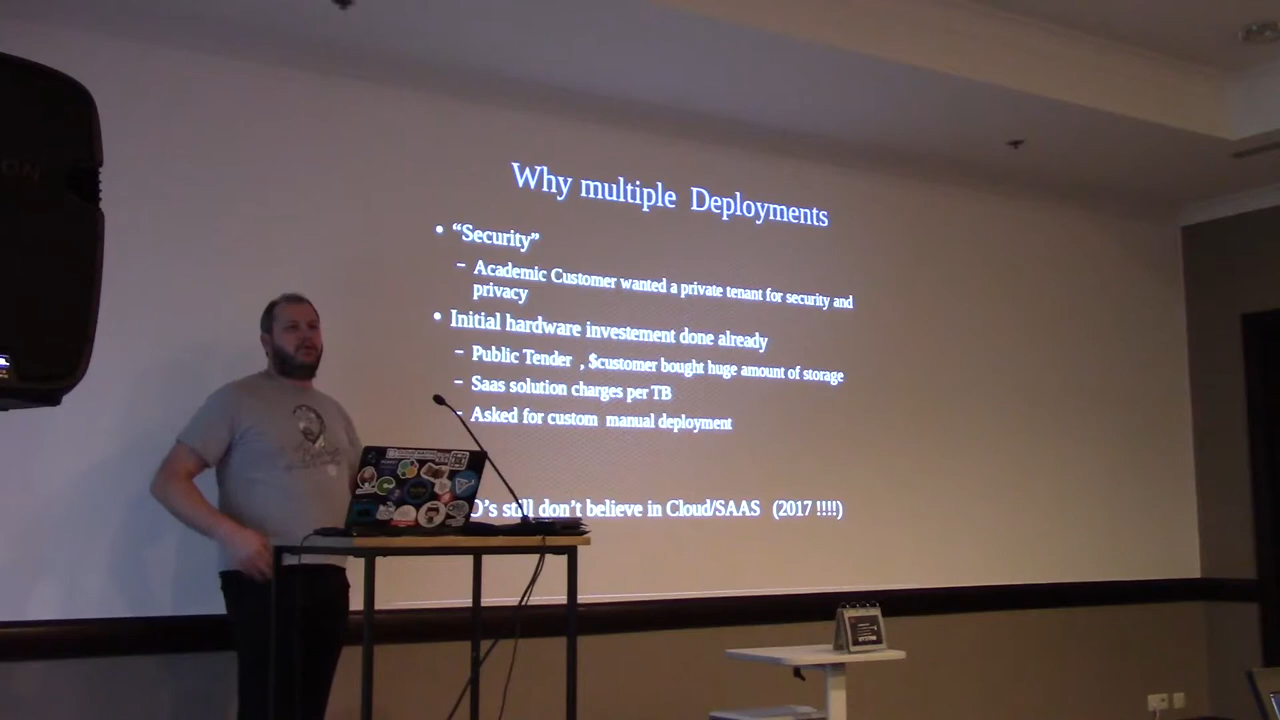 Why multiple Deployments
• “Security”
– Academic Customer wanted a private tenant for security and
privacy
• Initial hardware investement done already
– Public Tender , $customer bought huge amount of storage
– Saas solution charges per TB
– Asked for custom manual deployment
still don’t believe in Cloud/SAAS (2017 !!!!)
CLOUD NATIVE